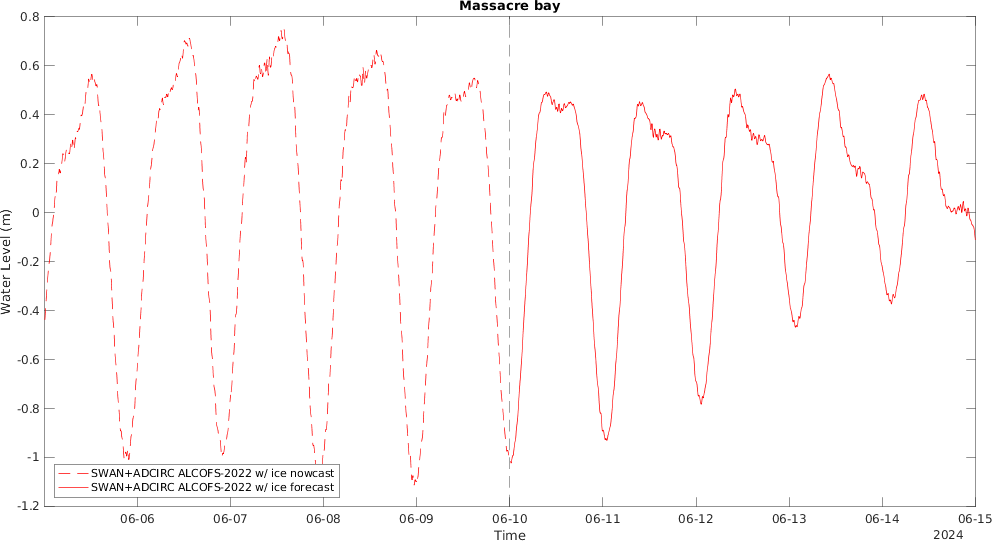 Massacre bay
Water Level (m)
0.8
0.6
0.4
0.2
0
-0.2
-0.4
-0.6
-0.8
-1
-1.2
SWAN+ADCIRC ALCOFS-2022 w/ ice nowcast
SWAN+ADCIRC ALCOFS-2022 w/ ice forecast
06-06 06-07 06-08 06-09 06-10 06-11 06-12 06-13 06-14 06-15
Time
2024